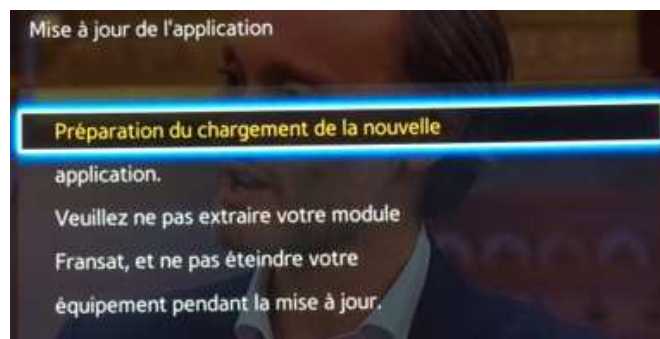 Mise à jour de l'application
Préparation du chargement de la nouvelle
application.
Veuillez ne pas extraire votre module
Fransat, et ne pas éteindre votre
équipement pendant la mise à jour.